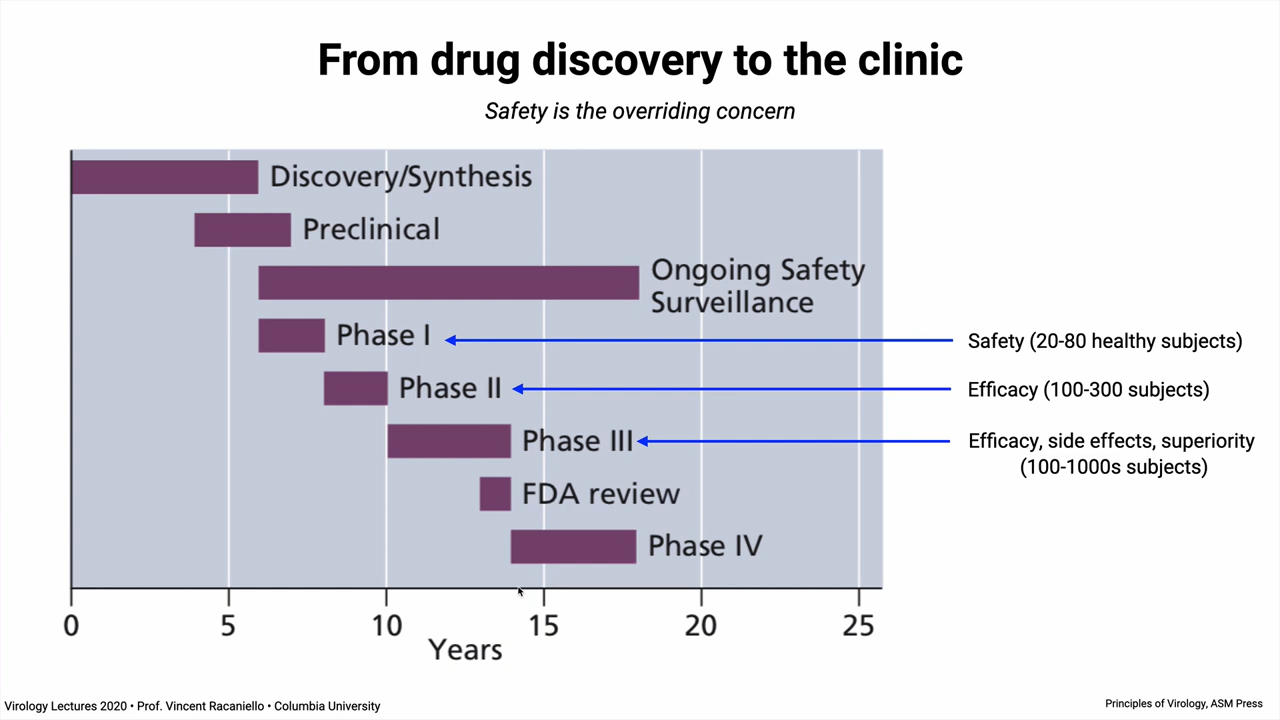 From drug discovery to the clinic
Safety is the overriding concern
Discovery/Synthesis
Preclinical
Ongoing Safety
Surveillance
Phase I
Safety (20-80 healthy subjects)
Phase II
Efficacy (100-300 subjects)
Phase III
Efficacy, side effects, superiority
(100-1000s subjects)
FDA review
Phase IV
0 5 10 15 20 25
Years
Virology Lectures 2020 • Prof. Vincent Racaniello • Columbia University
Principles of Virology, ASM Press